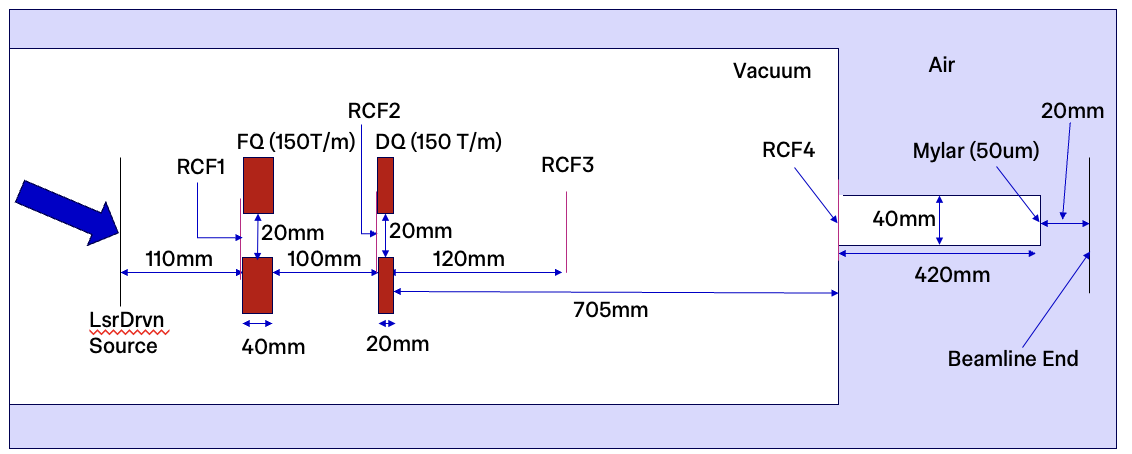 Vacuum
Air
20mm
RCF2
FQ (150T/m)
DQ (150 T/m)
RCF1
RCF3
RCF4
Mylar (50um)
20mm
20mm
40mm
110mm
100mm
120mm
420mm
705mm
LsrDrvn
Source
40mm
20mm
Beamline End